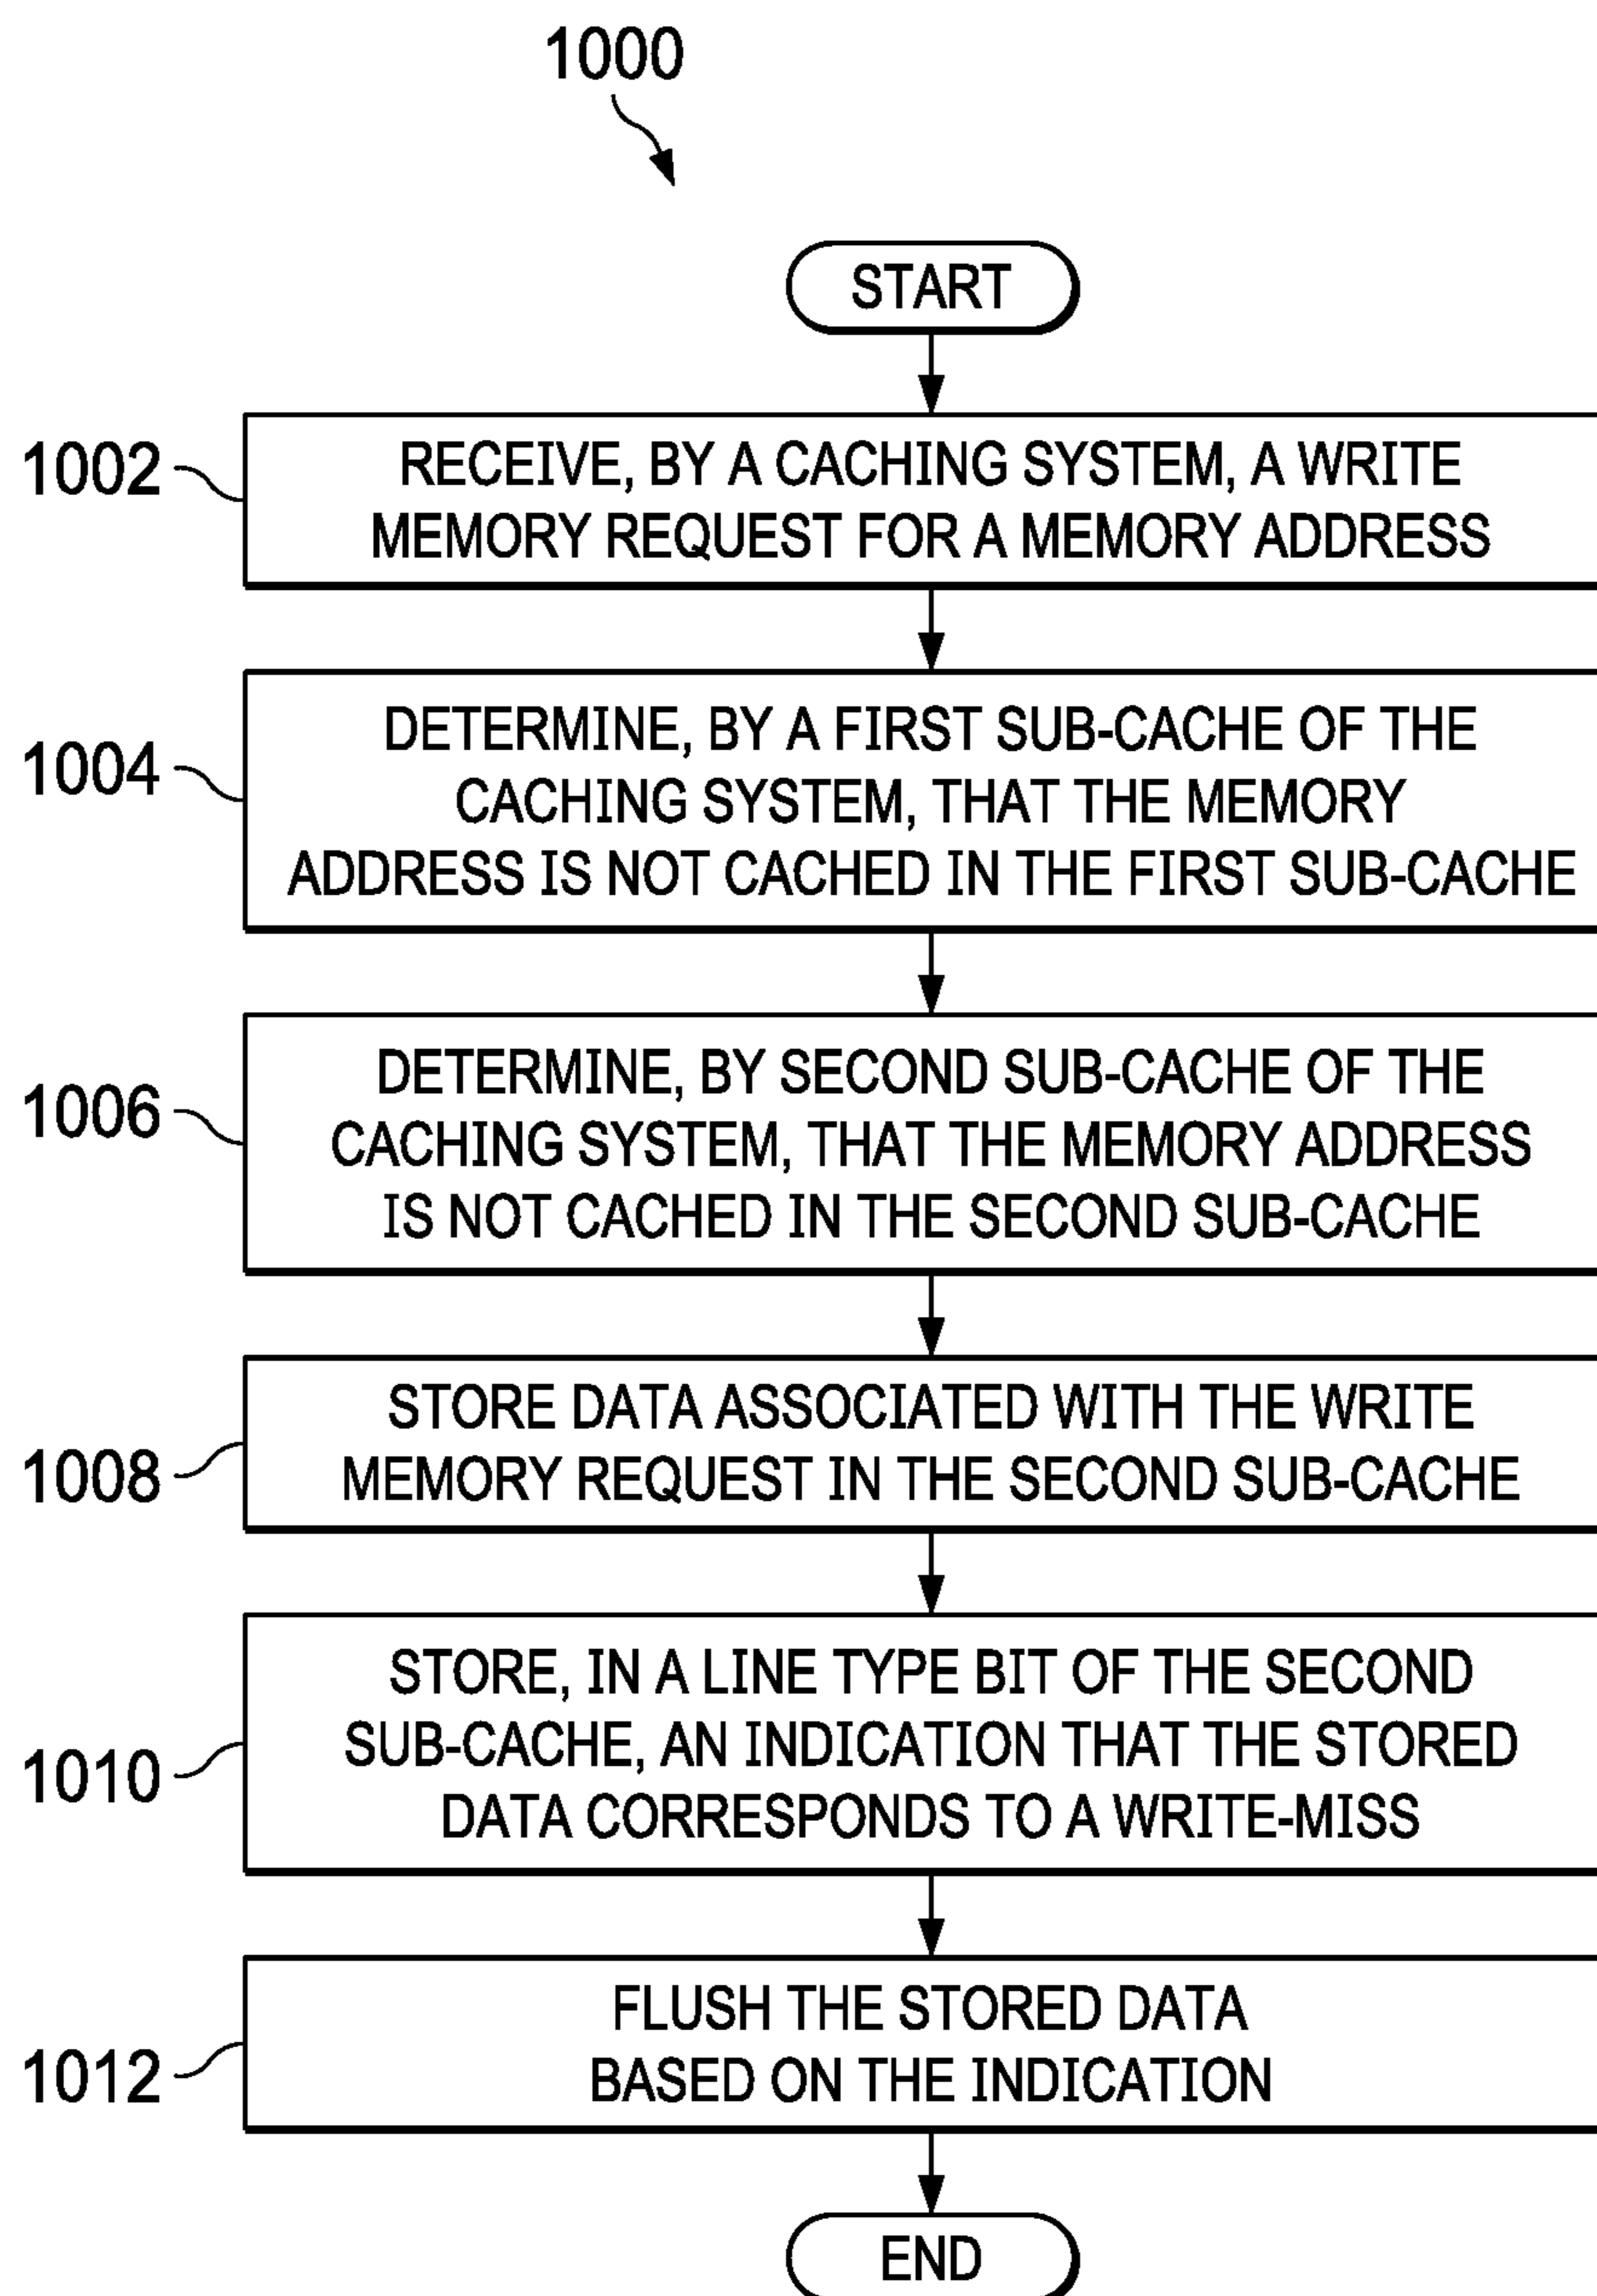 1000
START
1002
RECEIVE, BY A CACHING SYSTEM, A WRITE
MEMORY REQUEST FOR A MEMORY ADDRESS
1004
DETERMINE, BY A FIRST SUB-CACHE OF THE
CACHING SYSTEM, THAT THE MEMORY
ADDRESS IS NOT CACHED IN THE FIRST SUB-CACHE
1006
DETERMINE, BY SECOND SUB-CACHE OF THE
CACHING SYSTEM, THAT THE MEMORY ADDRESS
IS NOT CACHED IN THE SECOND SUB-CACHE
1008
STORE DATA ASSOCIATED WITH THE WRITE
MEMORY REQUEST IN THE SECOND SUB-CACHE
1010
STORE, IN A LINE TYPE BIT OF THE SECOND
SUB-CACHE, AN INDICATION THAT THE STORED
DATA CORRESPONDS TO A WRITE-MISS
1012
FLUSH THE STORED DATA
BASED ON THE INDICATION
END